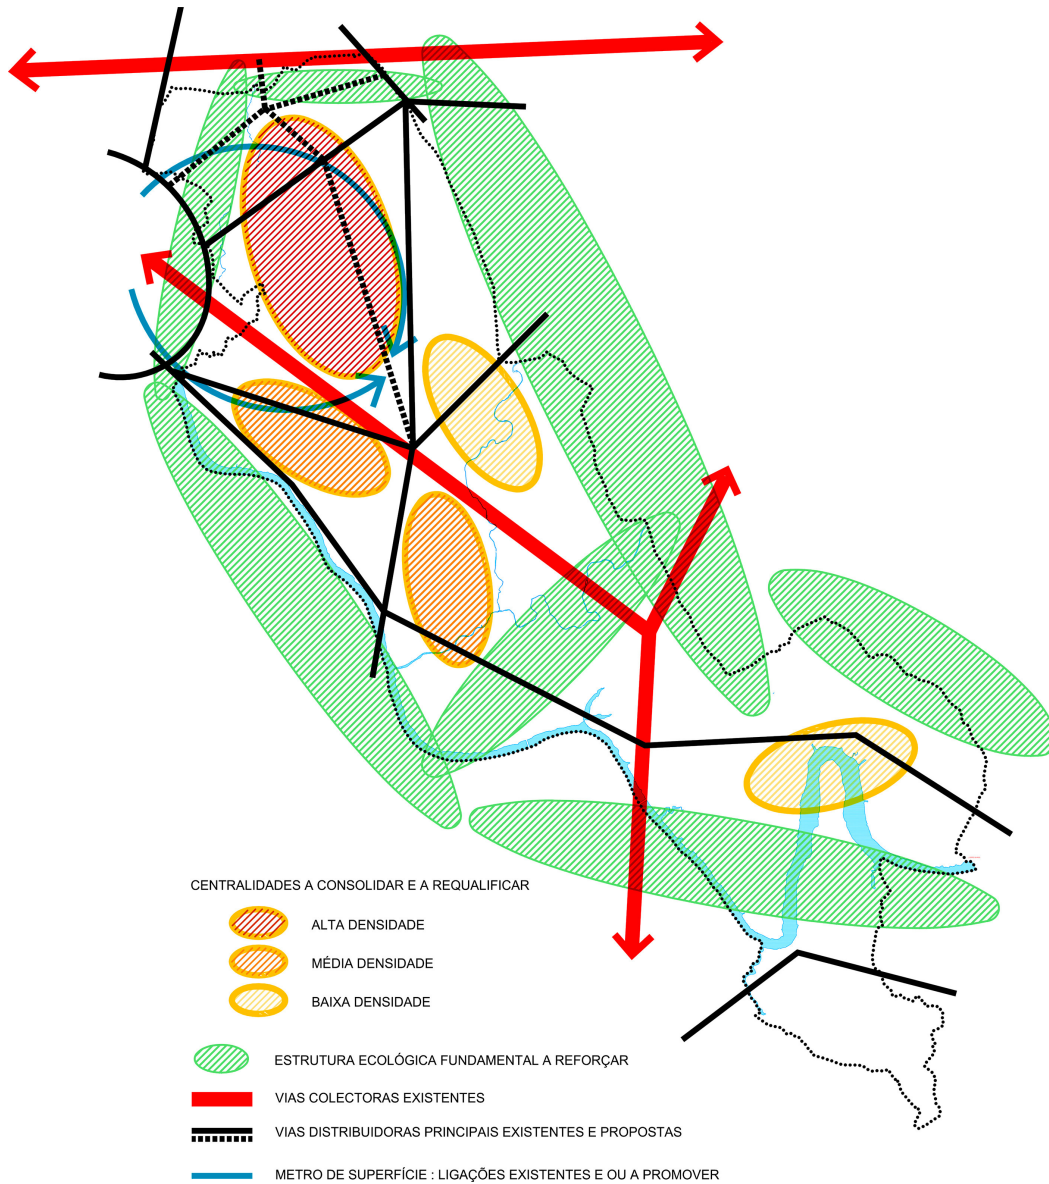 CENTRALIDADES A CONSOLIDAR E A REQUALIFICAR
ALTA DENSIDADE
MÉDIA DENSIDADE
BAIXA DENSIDADE
ESTRUTURA ECOLÓGICA FUNDAMENTAL A REFORÇAR
VIAS COLECTORAS EXISTENTES
VIAS DISTRIBUIDORAS PRINCIPAIS EXISTENTES E PROPOSTAS
METRO DE SUPERFÍCIE : LIGAÇÕES EXISTENTES E OU A PROMOVER